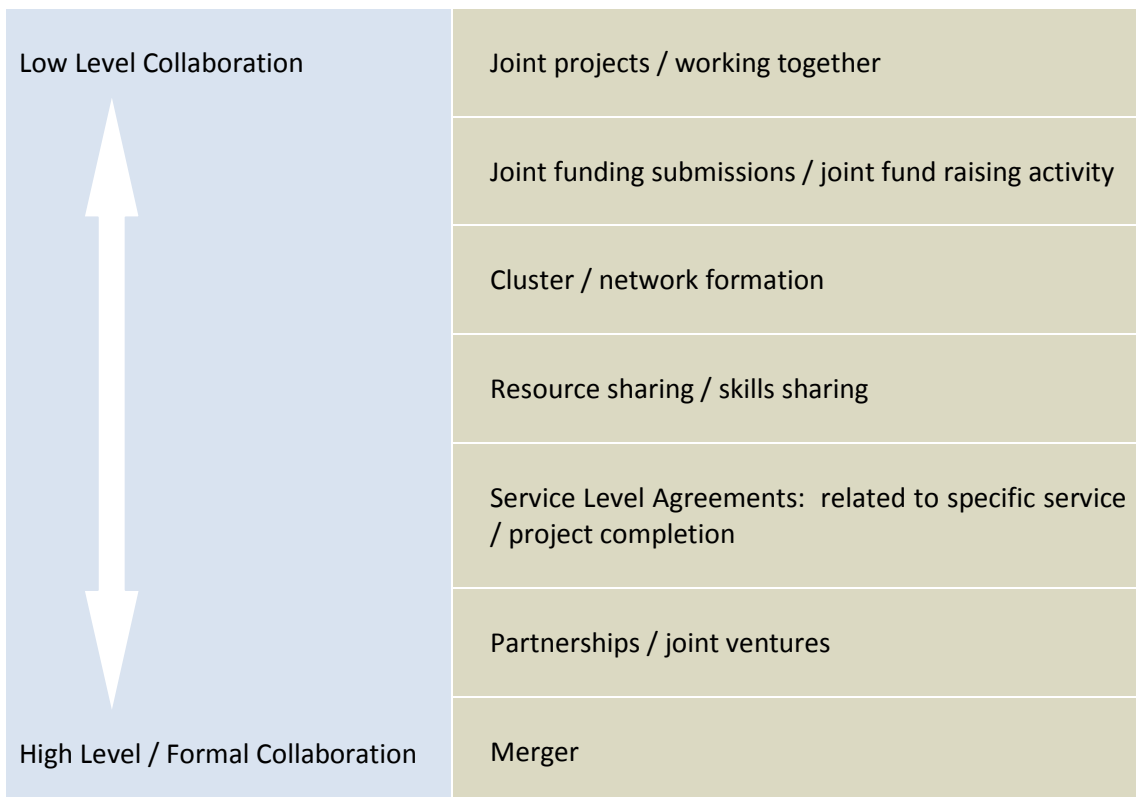 Low Level Collaboration
Joint projects / working together
Joint funding submissions / joint fund raising activity
Cluster / network formation
Resource sharing / skills sharing
Service Level Agreements:  related to specific service
/ project completion
Partnerships / joint ventures
High Level / Formal Collaboration
Merger